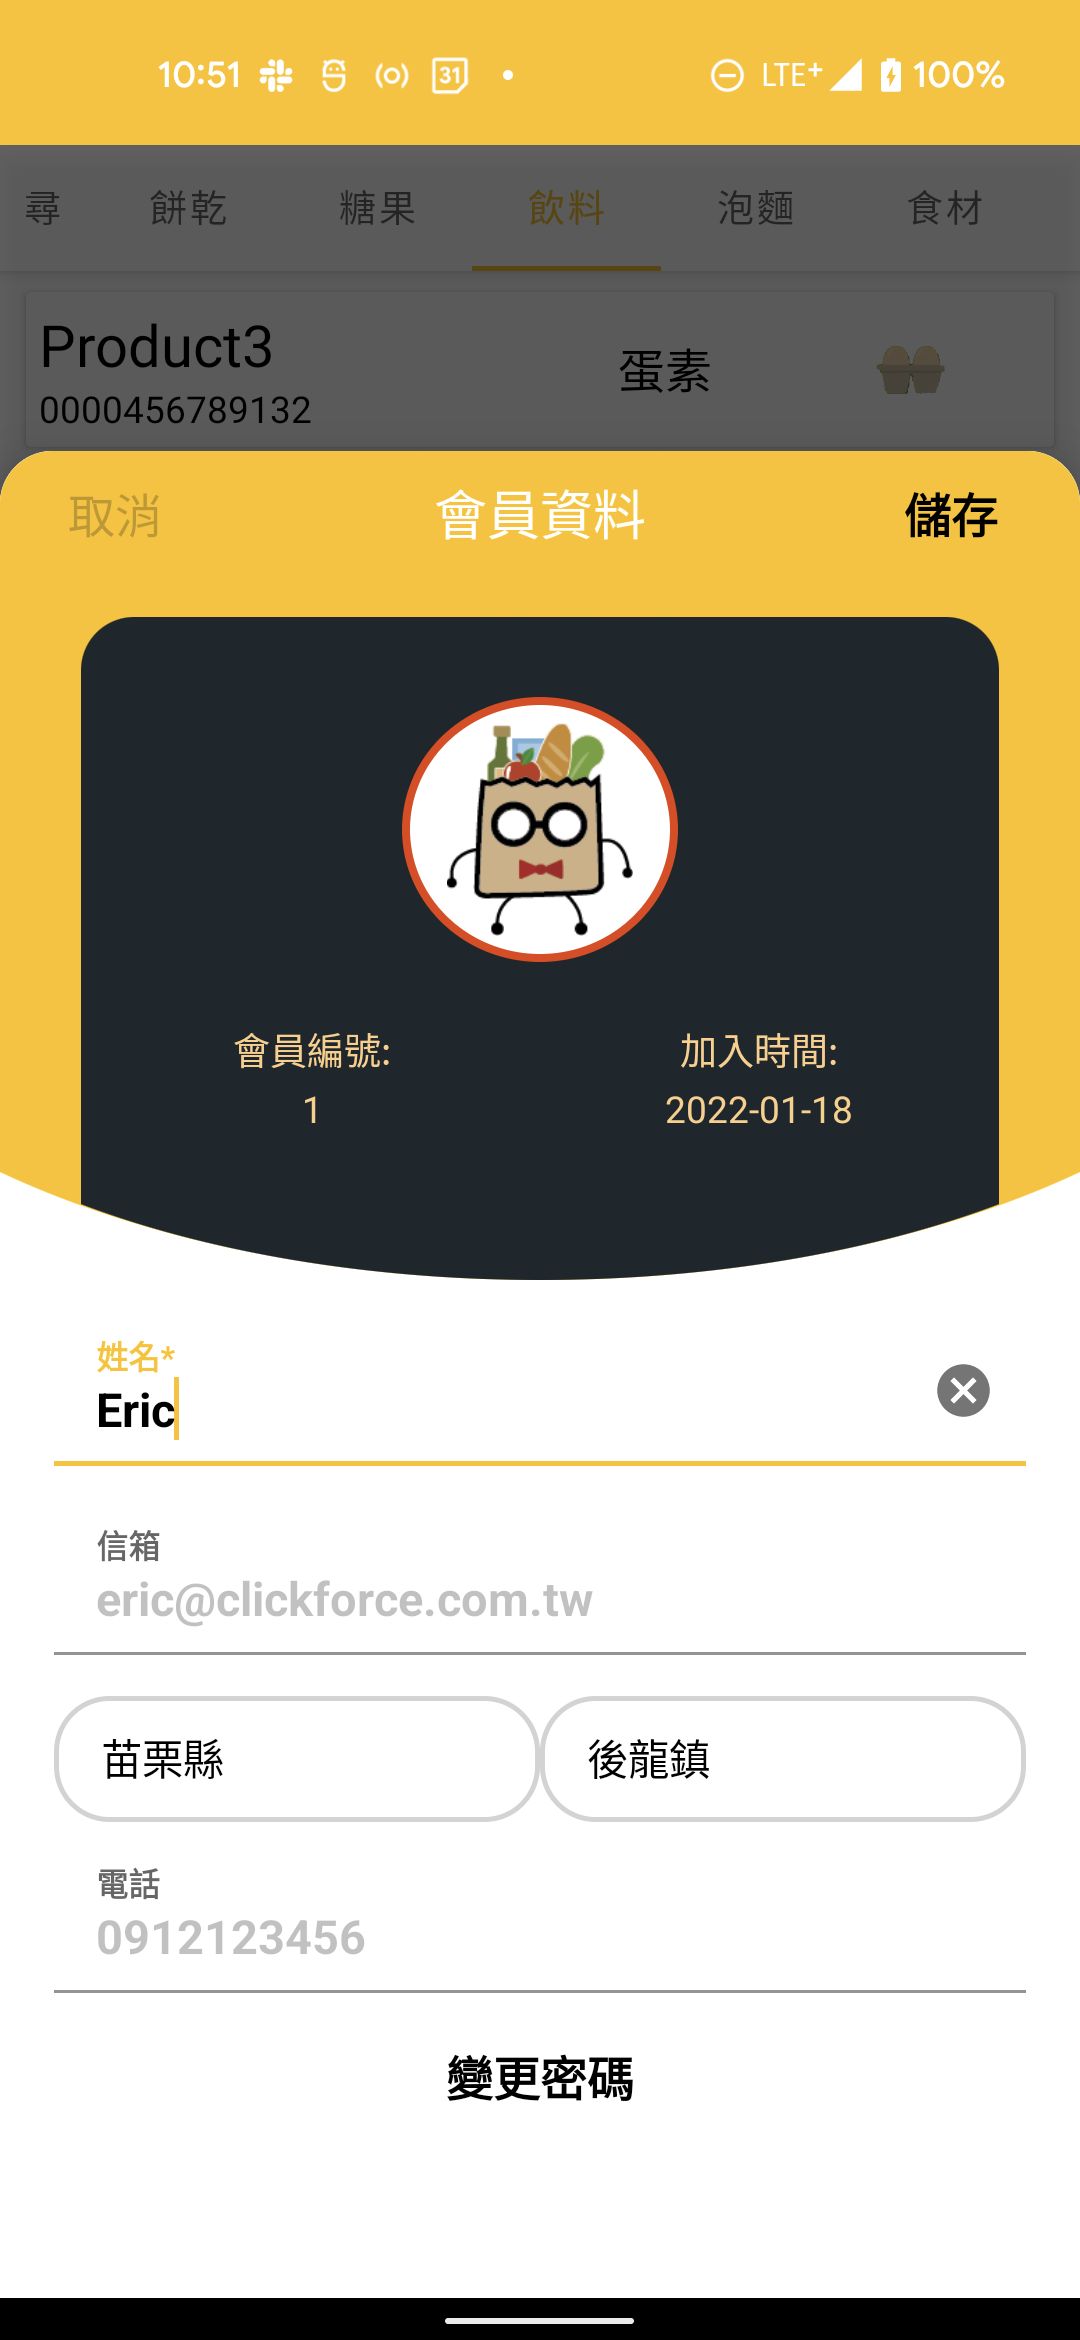 10:51 31 LTE+ 100%
尋 餅乾 糖果 飲料 泡麵 食材
Product3
0000456789132
蛋素
取消 會員資料 儲存
會員編號: 加入時間:
1 2022-01-18
姓名*
Eric
信箱
eric@clickforce.com.tw
苗栗縣 後龍鎮
電話
0912123456
變更密碼